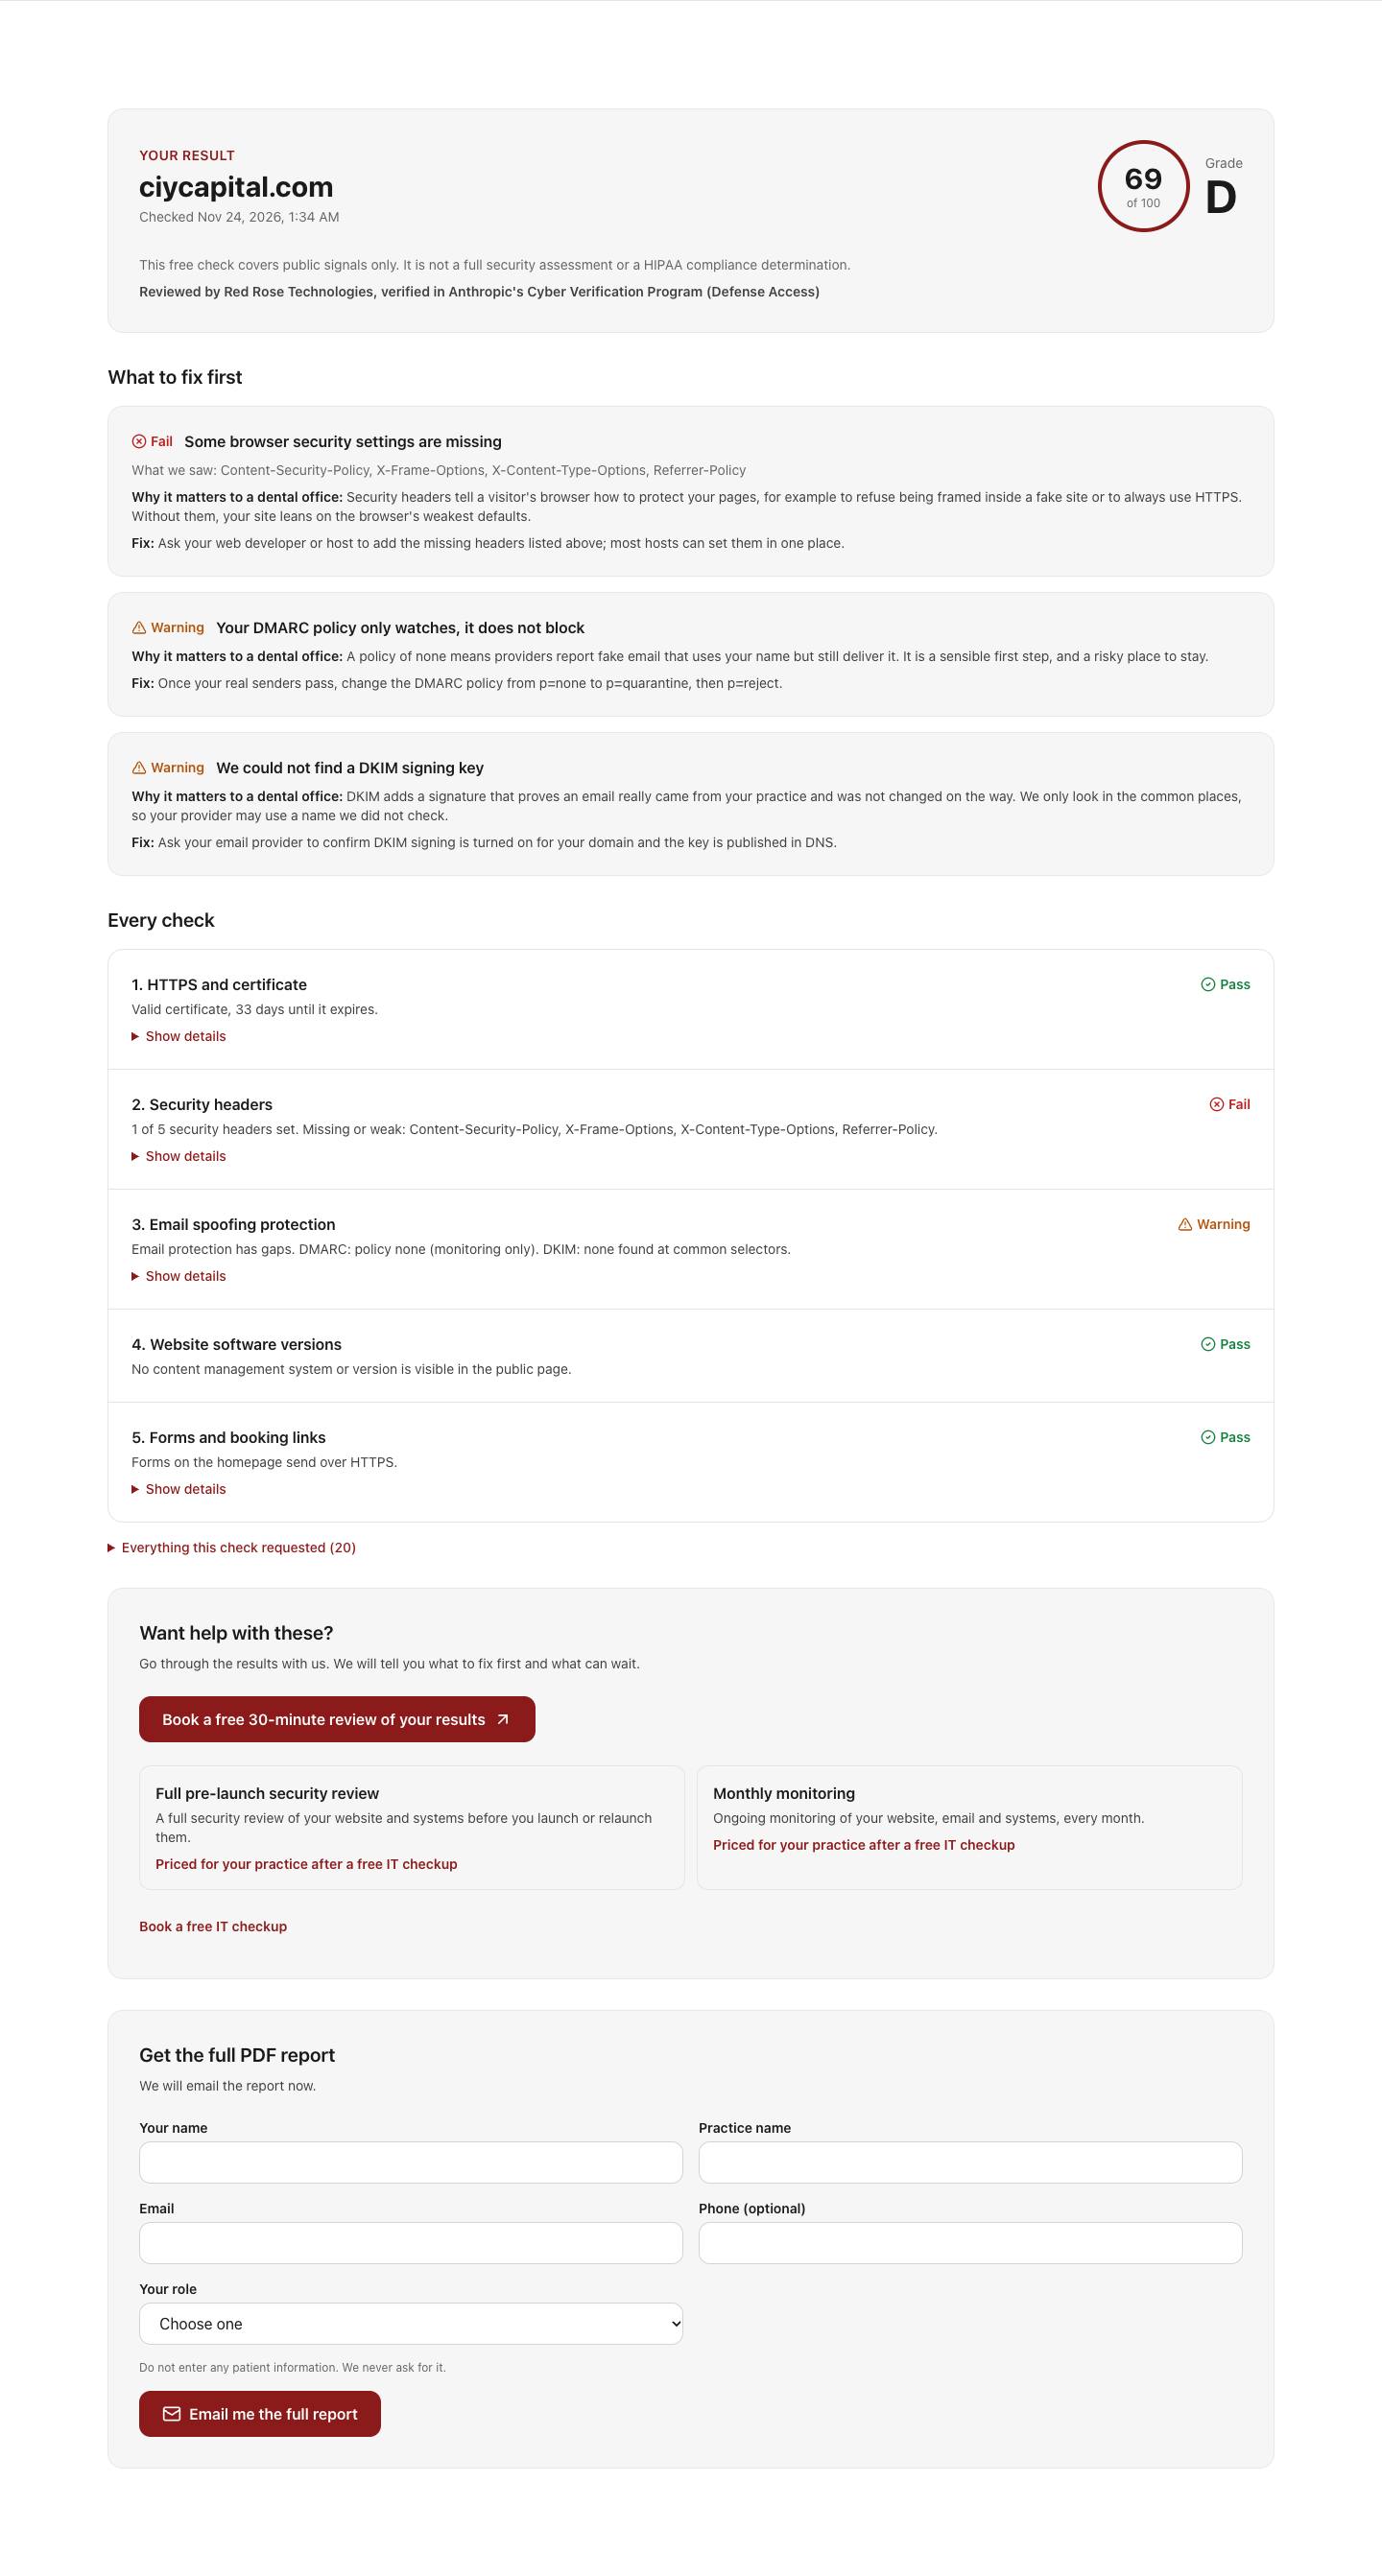 YOUR RESULT
ciycapital.com
Checked Nov 24, 2026, 1:34 AM
69
of 100
Grade
D
This free check covers public signals only. It is not a full security assessment or a HIPAA compliance determination.
Reviewed by Red Rose Technologies, verified in Anthropic's Cyber Verification Program (Defense Access)
What to fix first
Fail Some browser security settings are missing
What we saw: Content-Security-Policy, X-Frame-Options, X-Content-Type-Options, Referrer-Policy
Why it matters to a dental office: Security headers tell a visitor's browser how to protect your pages, for example to refuse being framed inside a fake site or to always use HTTPS.
Without them, your site leans on the browser's weakest defaults.
Fix: Ask your web developer or host to add the missing headers listed above; most hosts can set them in one place.
Warning Your DMARC policy only watches, it does not block
Why it matters to a dental office: A policy of none means providers report fake email that uses your name but still deliver it. It is a sensible first step, and a risky place to stay.
Fix: Once your real senders pass, change the DMARC policy from p=none to p=quarantine, then p=reject.
Warning We could not find a DKIM signing key
Why it matters to a dental office: DKIM adds a signature that proves an email really came from your practice and was not changed on the way. We only look in the common places,
so your provider may use a name we did not check.
Fix: Ask your email provider to confirm DKIM signing is turned on for your domain and the key is published in DNS.
Every check
1. HTTPS and certificate
Pass
Valid certificate, 33 days until it expires.
Show details
2. Security headers
Fail
1 of 5 security headers set. Missing or weak: Content-Security-Policy, X-Frame-Options, X-Content-Type-Options, Referrer-Policy.
Show details
3. Email spoofing protection
Warning
Email protection has gaps. DMARC: policy none (monitoring only). DKIM: none found at common selectors.
Show details
4. Website software versions
Pass
No content management system or version is visible in the public page.
5. Forms and booking links
Pass
Forms on the homepage send over HTTPS.
Show details
Everything this check requested (20)
Want help with these?
Go through the results with us. We will tell you what to fix first and what can wait.
Book a free 30-minute review of your results
Full pre-launch security review
A full security review of your website and systems before you launch or relaunch
them.
Priced for your practice after a free IT checkup
Monthly monitoring
Ongoing monitoring of your website, email and systems, every month.
Priced for your practice after a free IT checkup
Book a free IT checkup
Get the full PDF report
We will email the report now.
Your name
Practice name
Email
Phone (optional)
Your role
Choose one
Do not enter any patient information. We never ask for it.
Email me the full report